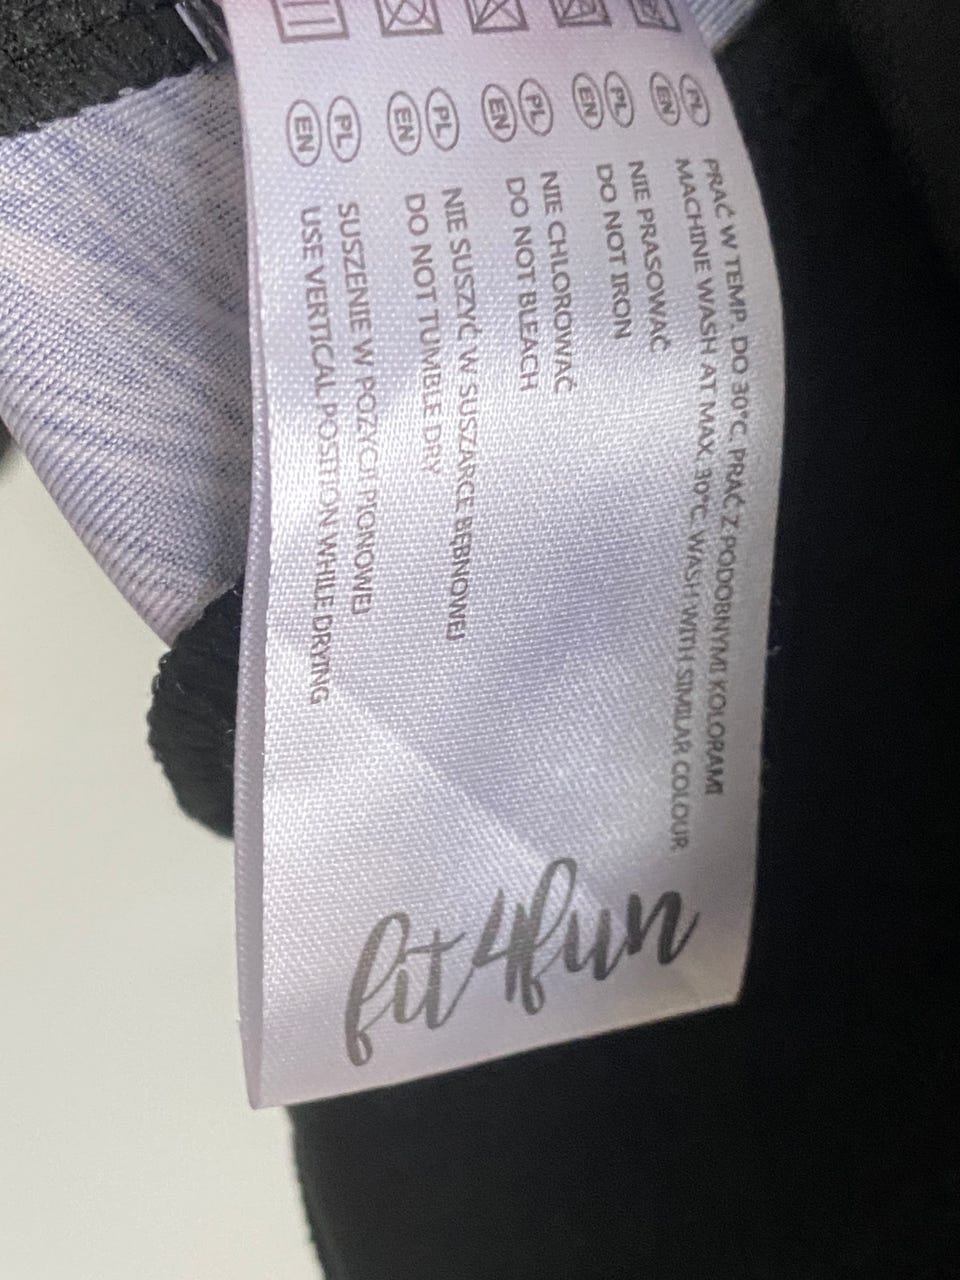 PL PRAĆ W TEMP. DO 30°C. PRAĆ Z PODOBNYMI KOLORAMI
EN MACHINE WASH AT MAX. 30°C. WASH WITH SIMILAR COLOUR
PL NIE PRASOWAĆ
EN DO NOT IRON
PL NIE CHLOROWAĆ
EN DO NOT BLEACH
PL NIE SUSZYĆ W SUSZARCE BĘBNOWEJ
EN DO NOT TUMBLE DRY
PL SUSZENIE W POZYCJI PIONOWEJ
EN USE VERTICAL POSITION WHILE DRYING
fit4fun